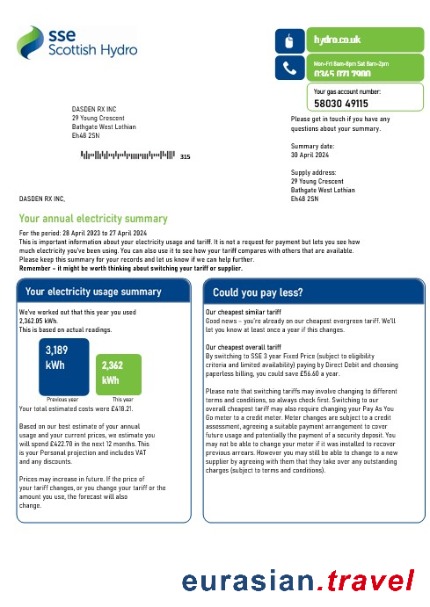 sse
Scottish Hydro
hydro.co.uk
Mon-Fri 8am-8pm Sat 8am-2pm
0345 071 7900
Your gas account number:
58030 49115
DASDEN RX INC
29 Young Crescent
Bathgate West Lothian
Eh48 2SN
315
Please get in touch if you have any
questions about your summary.
Summary date:
30 April 2024
Supply address:
29 Young Crescent
Bathgate West Lothian
Eh48 2SN
DASDEN RX INC,
Your annual electricity summary
For the period: 28 April 2023 to 27 April 2024
This is important information about your electricity usage and tariff. It is not a request for payment but lets you see how
much electricity you've been using. You can also use it to see how your tariff compares with others that are available.
Please keep this summary for your records and let us know if we can help further.
Remember - it might be worth thinking about switching your tariff or supplier.
Your electricity usage summary
We've worked out that this year you used
2,362.05 kWh.
This is based on actual readings.
3,189
kWh
2,362
kWh
Previous year
This year
Your total estimated costs were £418.21.
Based on our best estimate of your annual
usage and your current prices, we estimate you
will spend £422.70 in the next 12 months. This
is your Personal projection and includes VAT
and any discounts.
Prices may increase in future. If the price of
your tariff changes, or you change your tariff or the
amount you use, the forecast will also
change.
Could you pay less?
Our cheapest similar tariff
Good news - you're already on our cheapest evergreen tariff. We'll
let you know at least once a year if this changes.
Our cheapest overall tariff
By switching to SSE 3 year Fixed Price (subject to eligibility
criteria and limited availability) paying by Direct Debit and choosing
paperless billing, you could save £56.60 a year.
Please note that switching tariffs may involve changing to different
terms and conditions, so always check first. Switching to our
overall cheapest tariff may also require changing your Pay As You
Go meter to a credit meter. Meter changes are subject to a credit
assessment, agreeing a suitable payment arrangement to cover
future usage and potentially the payment of a security deposit. You
may not be able to change your meter if it was installed to recover
previous arrears. However you may still be able to change to a new
supplier by agreeing with them that they take over any outstanding
charges (subject to terms and conditions).
eurasian.travel